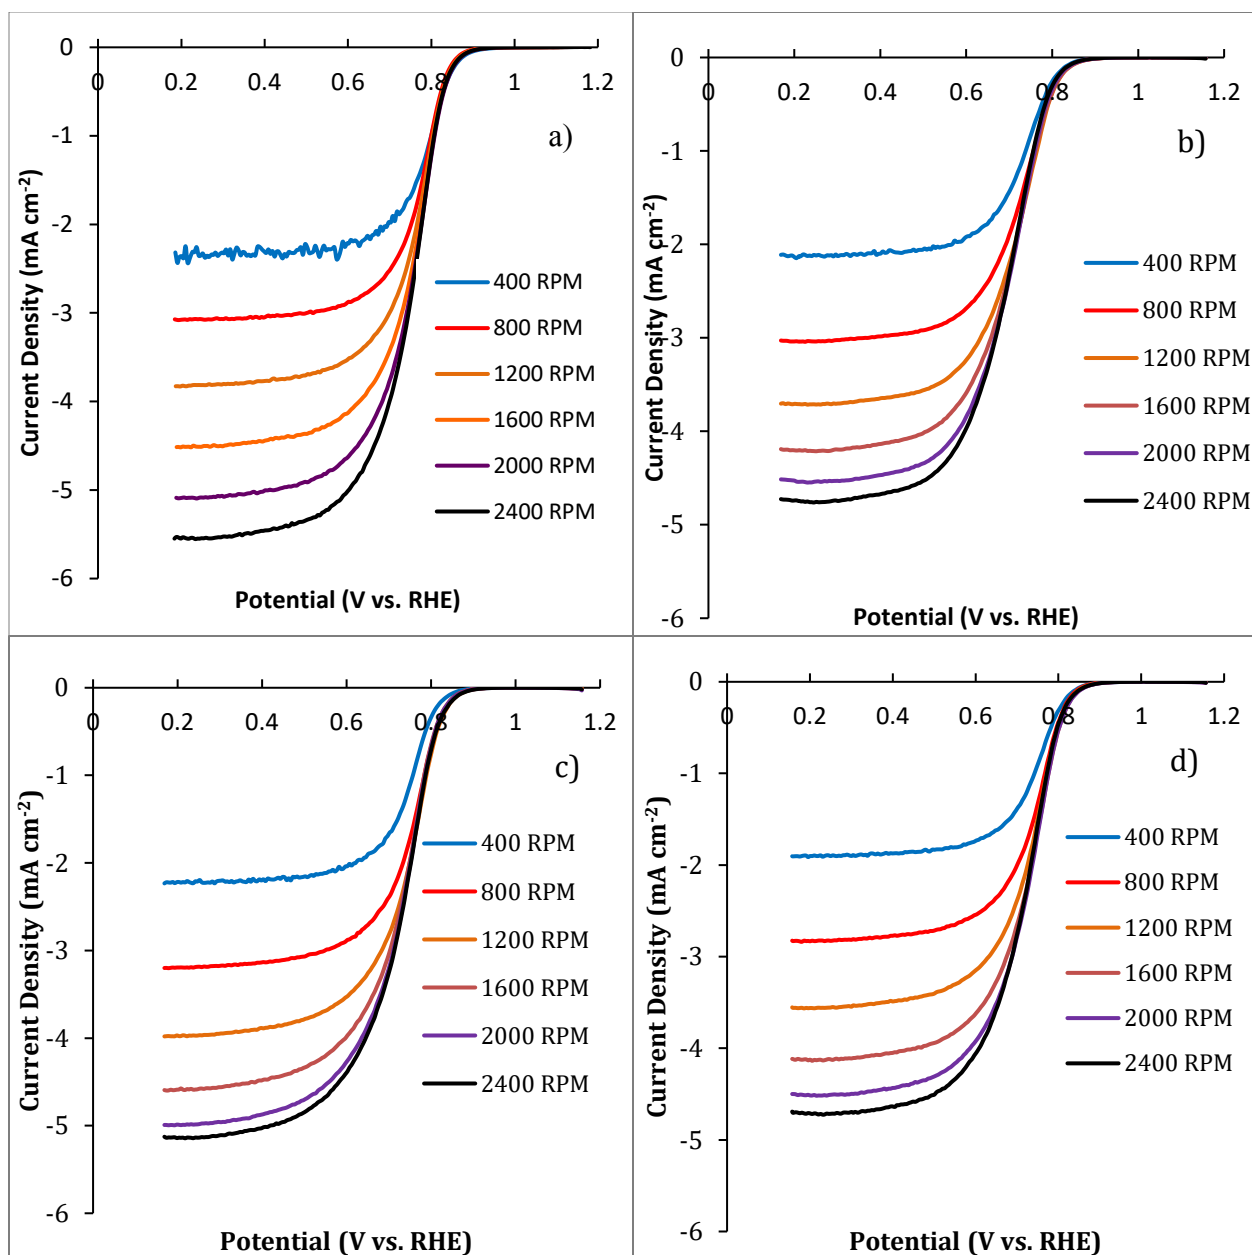 0
0 0.2 0.4 0.6 0.8 1 1.2
-1
-2
-3
-4
-5
-6
Current Density (mA cm-2)
Potential (V vs. RHE)
a)
400 RPM
800 RPM
1200 RPM
1600 RPM
2000 RPM
2400 RPM
0
0 0.2 0.4 0.6 0.8 1 1.2
-1
-2
-3
-4
-5
-6
Current Density (mA cm-2)
Potential (V vs. RHE)
b)
400 RPM
800 RPM
1200 RPM
1600 RPM
2000 RPM
2400 RPM
0
0 0.2 0.4 0.6 0.8 1 1.2
-1
-2
-3
-4
-5
-6
Current Density (mA cm-2)
Potential (V vs. RHE)
c)
400 RPM
800 RPM
1200 RPM
1600 RPM
2000 RPM
2400 RPM
0
0 0.2 0.4 0.6 0.8 1 1.2
-1
-2
-3
-4
-5
-6
Current Density (mA cm-2)
Potential (V vs. RHE)
d)
400 RPM
800 RPM
1200 RPM
1600 RPM
2000 RPM
2400 RPM